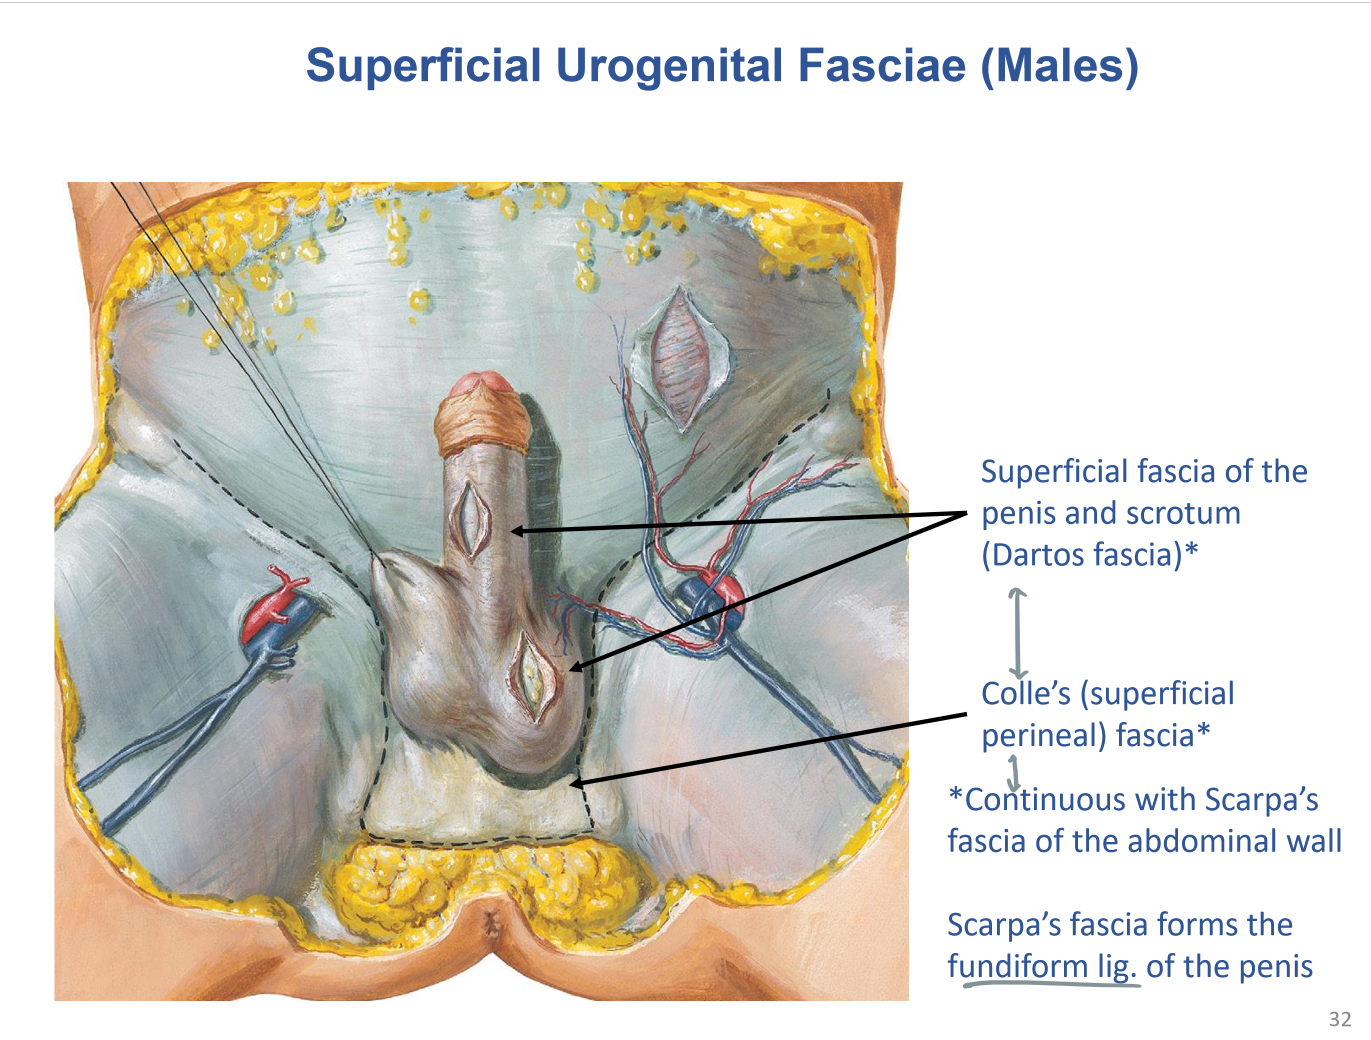 Superficial Urogenital Fasciae (Males)
Superficial fascia of the
penis and scrotum
(Dartos fascia)*
Colle’s (superficial
perineal) fascia*
*Continuous with Scarpa’s
fascia of the abdominal wall
Scarpa’s fascia forms the
fundiform lig. of the penis
32